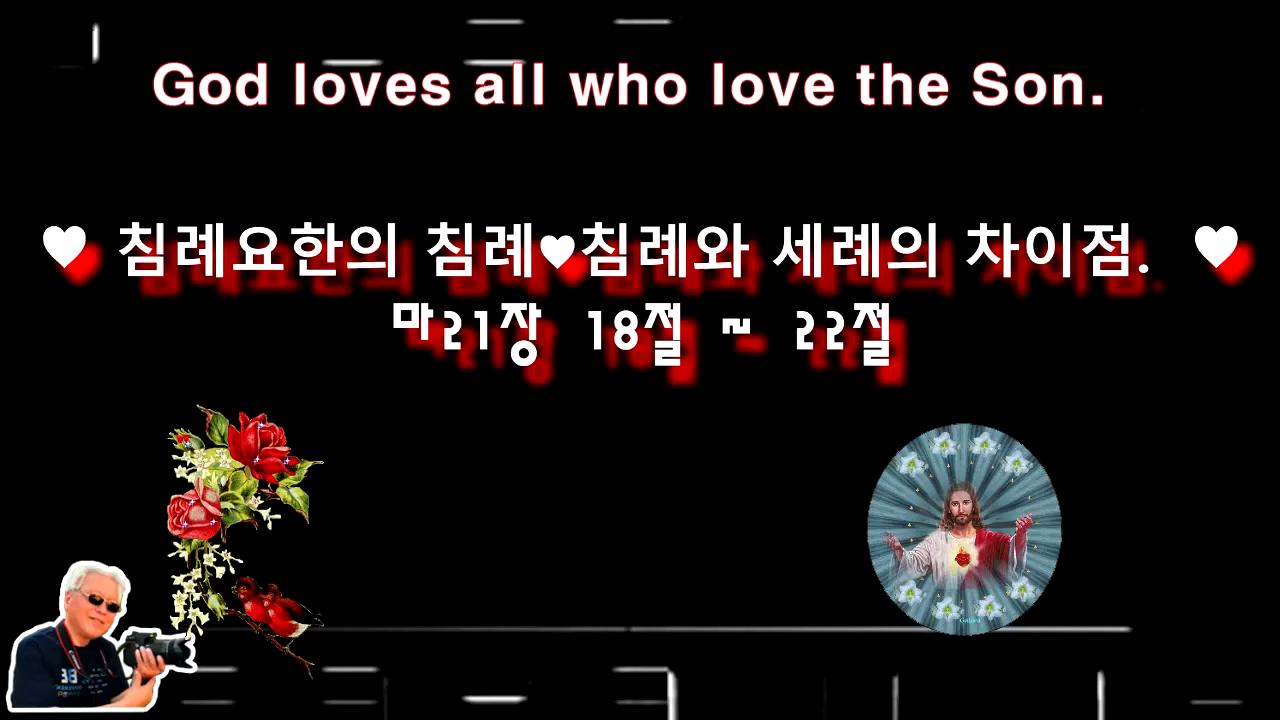 God loves all who love the Son.
♥ 침례요한의 침례♥침례와 세례의 차이점. ♥
막21장 18절 ~ 22절